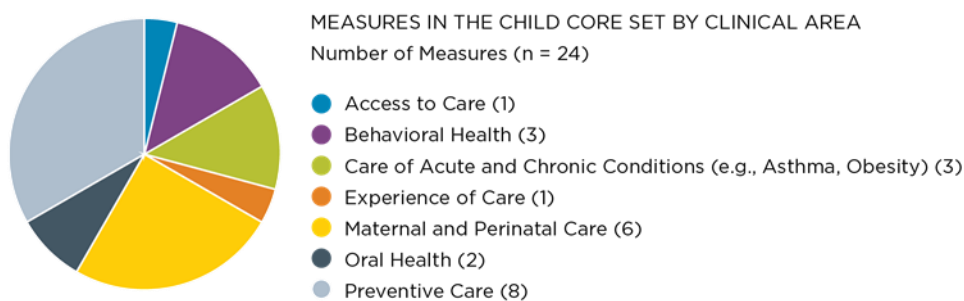 MEASURES IN THE CHILD CORE SET BY CLINICAL AREA
Number of Measures (n = 24)
Access to Care (1)
Behavioral Health (3)
Care of Acute and Chronic Conditions (e.g., Asthma, Obesity) (3)
Experience of Care (1)
Maternal and Perinatal Care (6)
Oral Health (2)
Preventive Care (8)